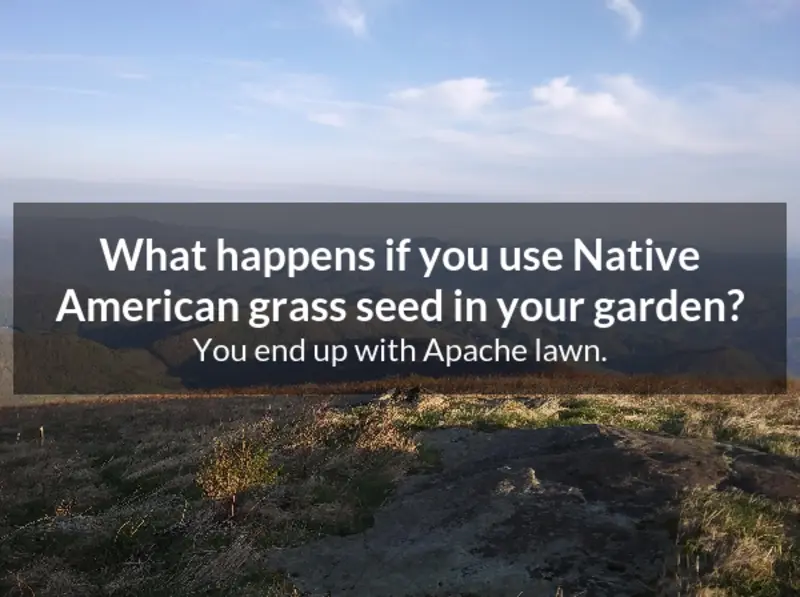 What happens if you use Native
American grass seed in your garden?
You end up with Apache lawn.